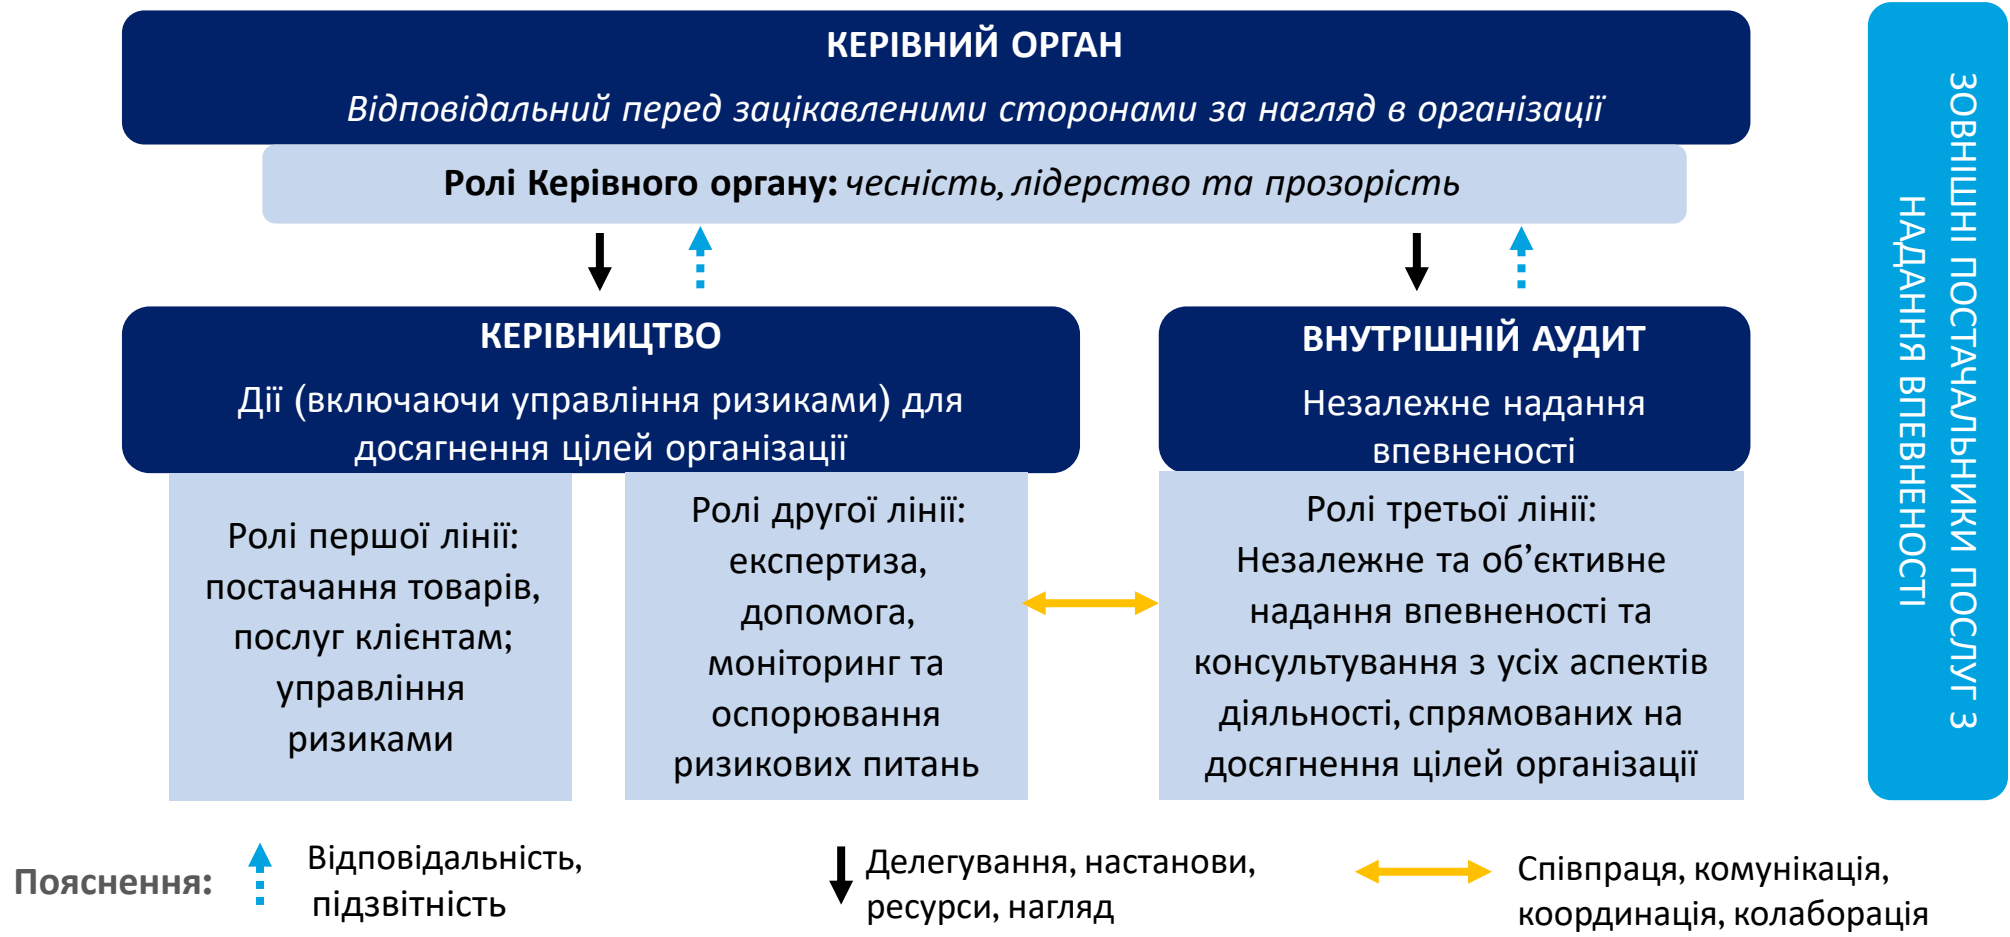 КЕРІВНИЙ ОРГАН
Відповідальний перед зацікавленими сторонами за нагляд в організації
Ролі Керівного органу: чесність, лідерство та прозорість
КЕРІВНИЦТВО
Дії (включаючи управління ризиками) для
досягнення цілей організації
ВНУТРІШНІЙ АУДИТ
Незалежне надання
впевненості
Ролі першої лінії:
постачання товарів,
послуг клієнтам;
управління
ризиками
Ролі другої лінії:
експертиза,
допомога,
моніторинг та
оспорювання
ризикових питань
Ролі третьої лінії:
Незалежне та об’єктивне
надання впевненості та
консультування з усіх аспектів
діяльності, спрямованих на
досягнення цілей організації
ЗОВНІШНІ ПОСТАЧАЛЬНИКИ ПОСЛУГ З
НАДАННЯ ВПЕВНЕНОСТІ
Пояснення:
Відповідальність,
підзвітність
Делегування, настанови,
ресурси, нагляд
Співпраця, комунікація,
координація, колаборація